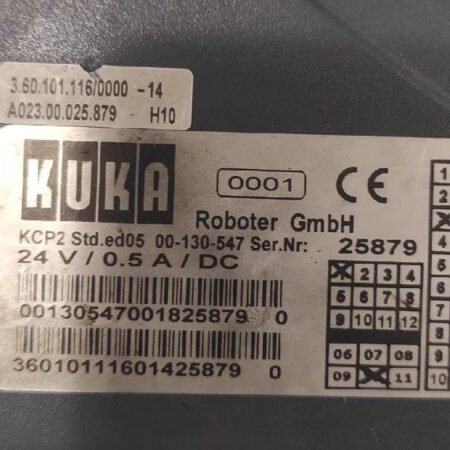 3.60.101.116/0000 -14
A023.00.025.879 H10
KUKA 0001 CE
Roboter GmbH
KCP2 Std.ed05 00-130-547 Ser.Nr: 25879
24 V / 0.5 A / DC
00130547001825879 0
36010111601425879 0
2 3 4
5 6 7 8
9 10 11 12
06 07 08
09 11
1
2
4
5
6
7
8
9
10